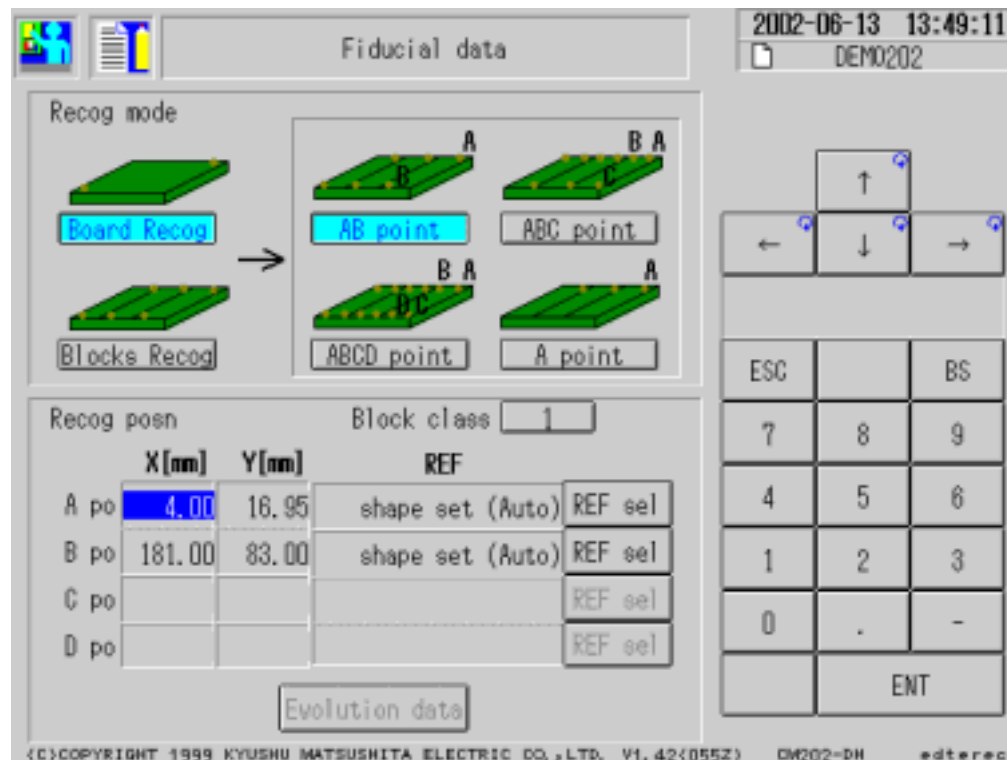 Fiducial data
2002-06-13 13:49:11
DEMO202
Recog mode
A
B
B A
C
Board Recog
AB point
ABC point
B A
D C
A
Blocks Recog
ABCD point
A point
↑
← ↓ →
ESC BS
7 8 9
4 5 6
1 2 3
0 . -
ENT
Recog posn
Block class 1
X[mm] Y[mm] REF
A po 4.00 16.95 shape set (Auto) REF sel
B po 181.00 83.00 shape set (Auto) REF sel
C po REF sel
D po REF sel
Evolution data
(C)COPYRIGHT 1999 KYUSHU MATSUSHITA ELECTRIC CO.,LTD. V1.42(055Z) DM202-DH edterec